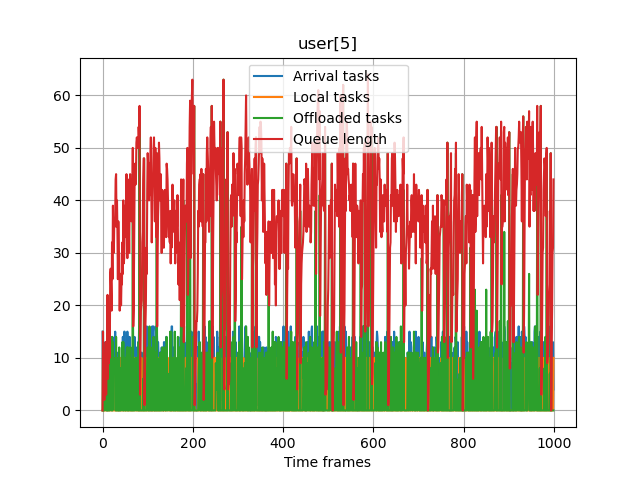 user[5]
Arrival tasks
Local tasks
Offloaded tasks
Queue length
60
50
40
30
20
10
0
0 200 400 600 800 1000
Time frames